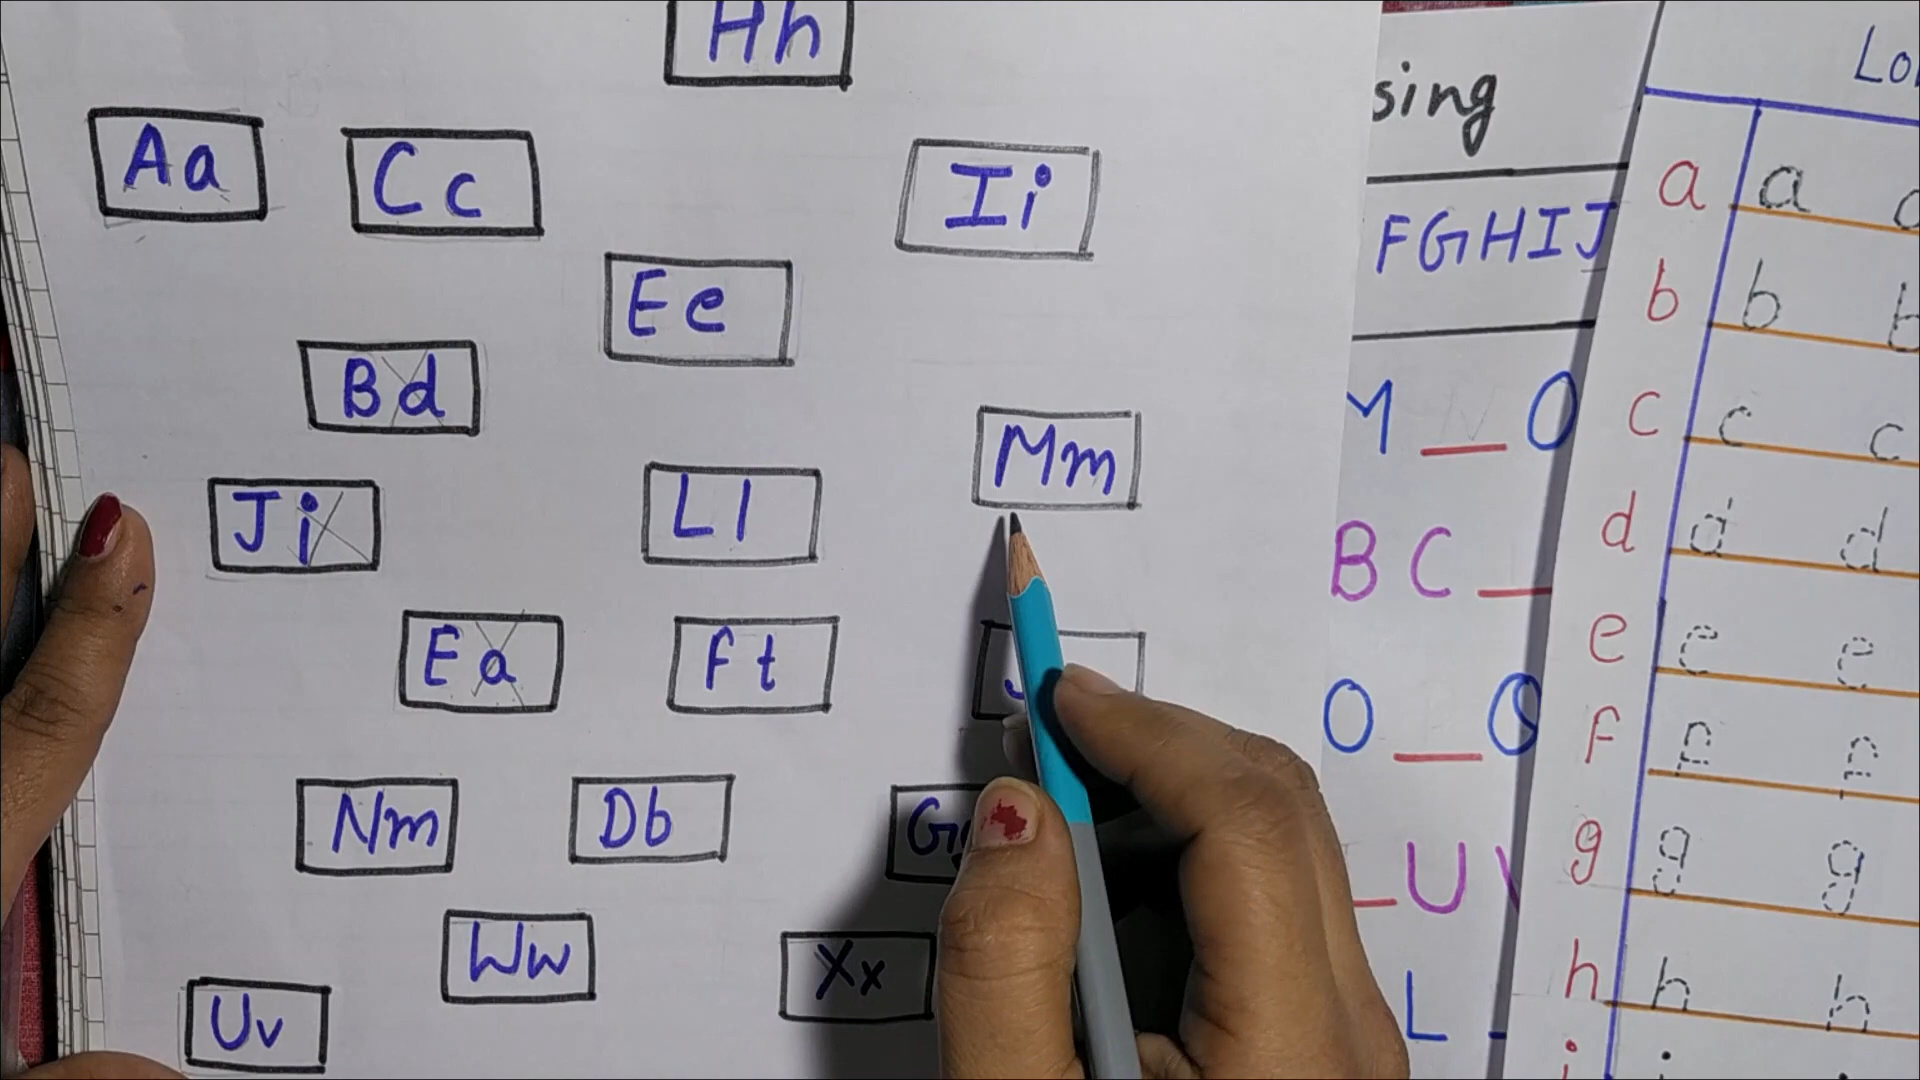 Hh
Aa
Cc
Ii
Ee
Bd
Mm
Ji
Ll
Ea
Ft
Nm
Db
Ww
Xx
Uv
sing
FGHIJ
M _ O
B C _
O _ Q
_ U
L _
a a
b b
c c c
d d d
e e e
f f f
g g g
h h h
i i